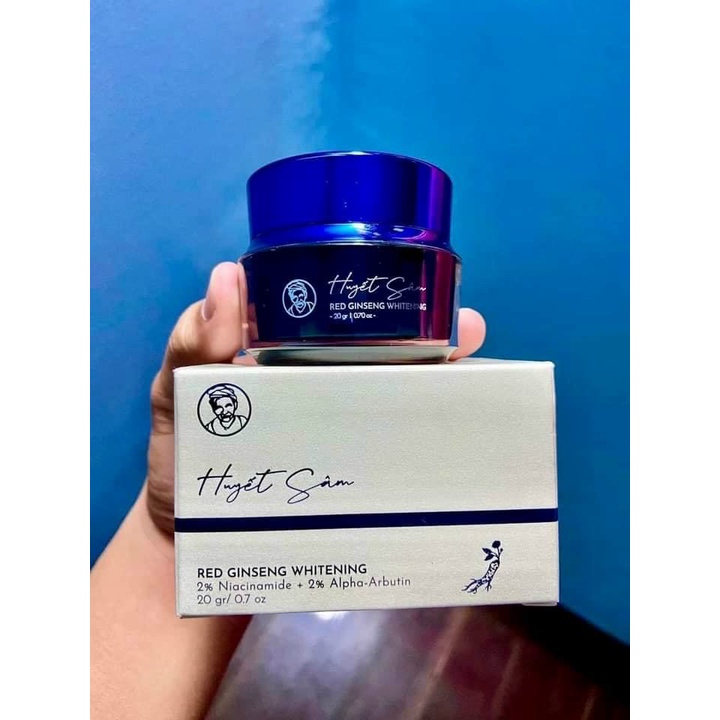 Huyết Sâm
RED GINSENG WHITENING
- 20 gr | 0.70 oz -
Huyết Sâm
RED GINSENG WHITENING
2% Niacinamide + 2% Alpha-Arbutin
20 gr/ 0.7 oz